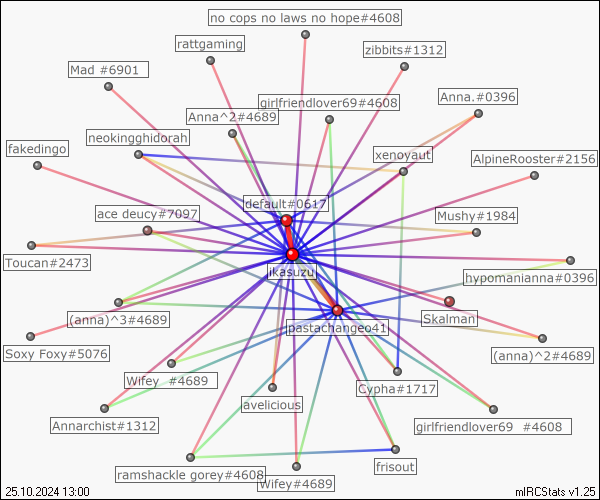 no cops no laws no hope#4608
rattgaming
zibbits#1312
Mad #6901
girlfriendlover69#4608
Anna.#0396
Anna^2#4689
neokingghidorah
fakedingo
xenoyaut
AlpineRooster#2156
default#0617
ace deucy#7097
Mushy#1984
Toucan#2473
ikasuzu
hypomanianna#0396
(anna)^3#4689
pastachangeo41
Skalman
Soxy Foxy#5076
(anna)^2#4689
Wifey #4689
Cypha#1717
avelicious
Annarchist#1312
girlfriendlover69 #4608
frisout
ramshackle gorey#4608
Wifey#4689
25.10.2024 13:00
mIRCStats v1.25